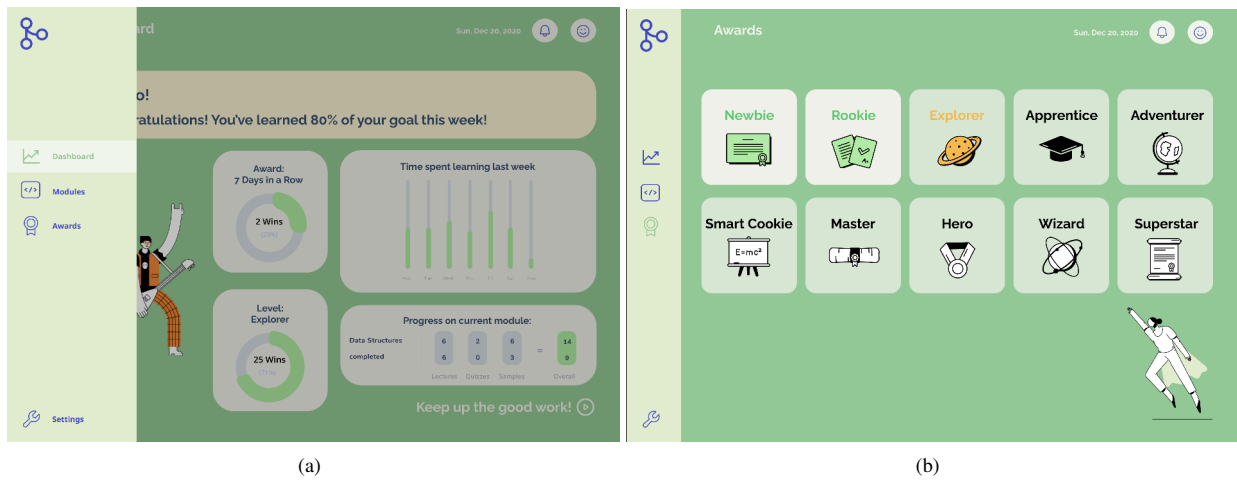 ard
Sun, Dec 20, 2020
o!
ratulations! You've learned 80% of your goal this week!
Dashboard
Modules
Awards
Settings
Award:
7 Days in a Row
2 Wins
(29%)
Level:
Explorer
25 Wins
(71%)
Time spent learning last week
Progress on current module:
Data Structures 6 2 6 = 14
completed 6 0 3 9
Lectures Quizzes Samples Overall
Keep up the good work!
(a)
Awards
Sun, Dec 20, 2020
Newbie
Rookie
Explorer
Apprentice
Adventurer
Smart Cookie
E=mc²
Master
Hero
Wizard
Superstar
(b)